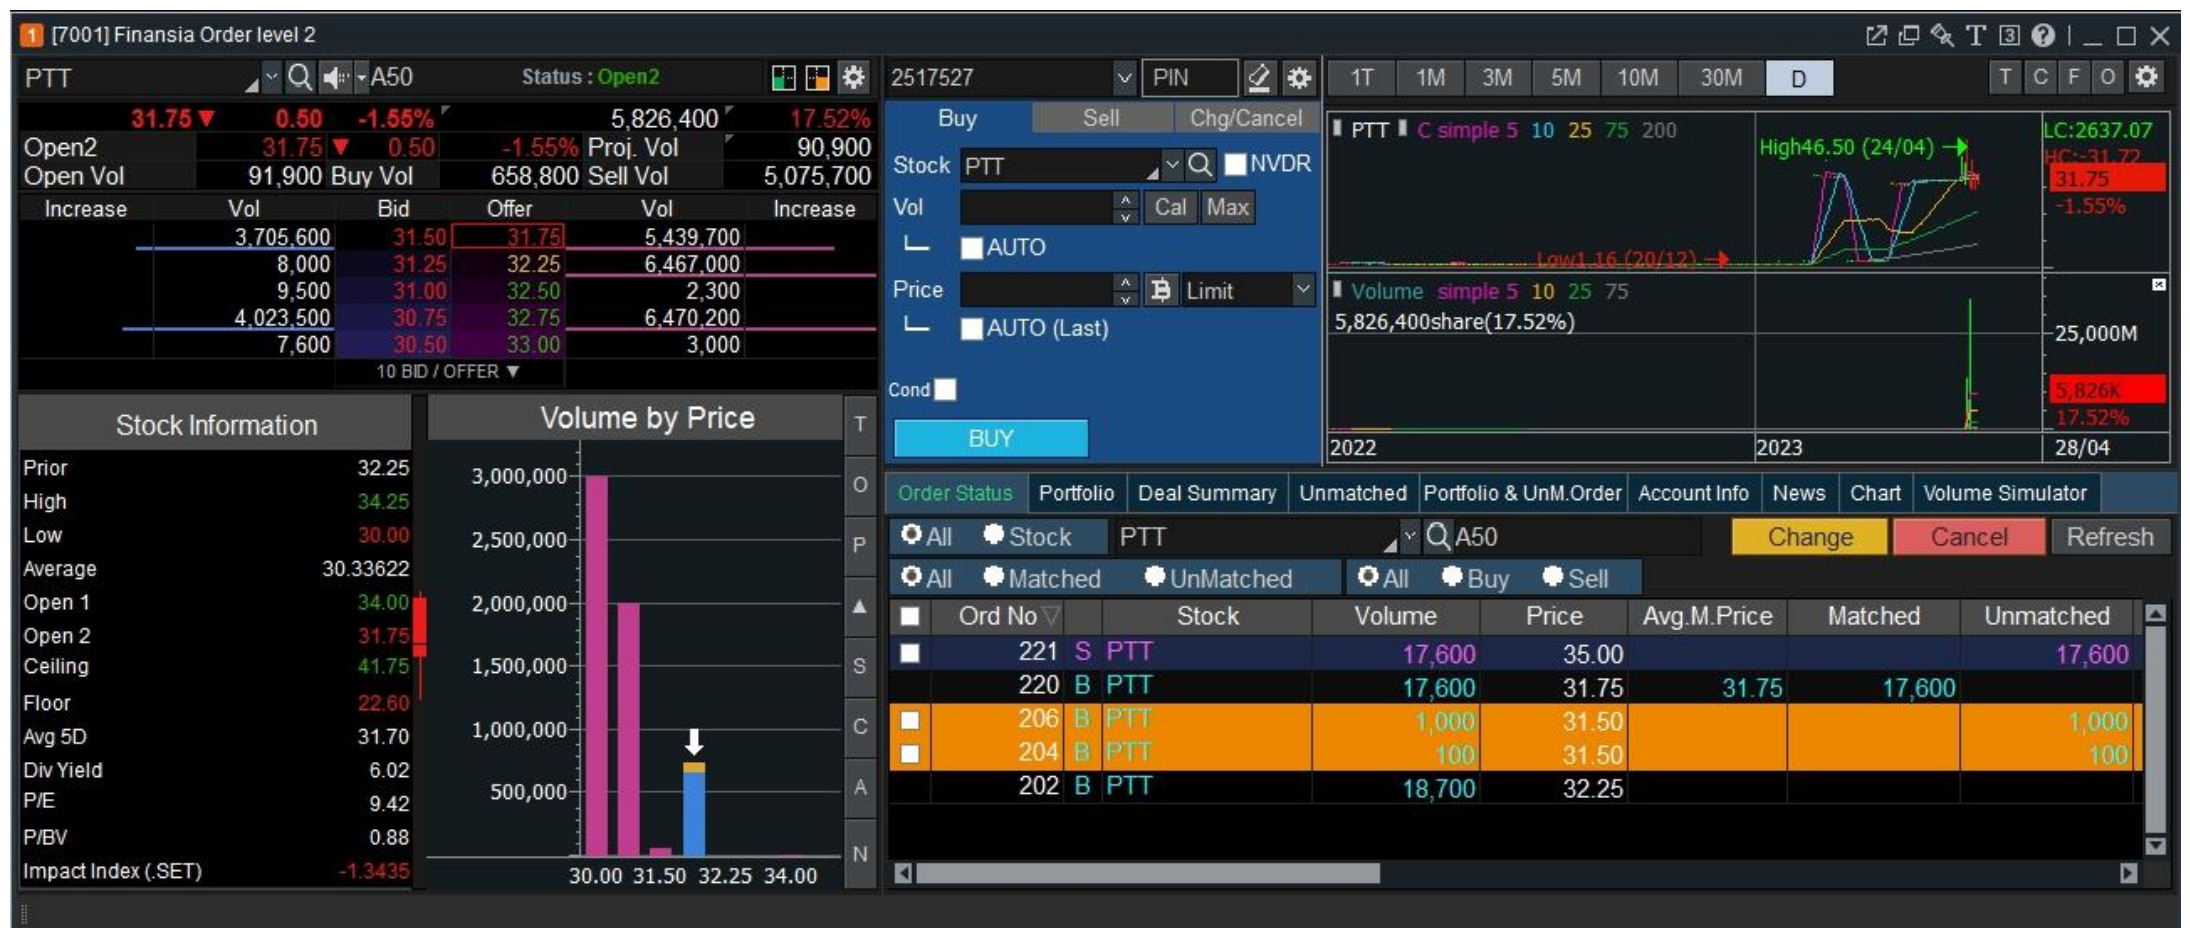 1 [7001] Finansia Order level 2
T 3 ?
PTT A50 Status : Open2
31.75 ▼ 0.50 -1.55% 5,826,400 17.52%
Open2 31.75 ▼ 0.50 -1.55% Proj. Vol 90,900
Open Vol 91,900 Buy Vol 658,800 Sell Vol 5,075,700
Increase Vol Bid Offer Vol Increase
3,705,600 31.50 31.75 5,439,700
8,000 31.25 32.25 6,467,000
9,500 31.00 32.50 2,300
4,023,500 30.75 32.75 6,470,200
7,600 30.50 33.00 3,000
10 BID / OFFER ▼
Stock Information
Prior 32.25
High 34.25
Low 30.00
Average 30.33622
Open 1 34.00
Open 2 31.75
Ceiling 41.75
Floor 22.60
Avg 5D 31.70
Div Yield 6.02
P/E 9.42
P/BV 0.88
Impact Index (.SET) -1.3435
Volume by Price
3,000,000
2,500,000
2,000,000
1,500,000
1,000,000
500,000
30.00 31.50 32.25 34.00
T
O
P
▲
S
C
A
N
2517527 PIN
Buy Sell Chg/Cancel
Stock PTT NVDR
Vol Cal Max
AUTO
Price Limit
AUTO (Last)
Cond
BUY
1T 1M 3M 5M 10M 30M D T C F O
PTT C simple 5 10 25 75 200
High46.50 (24/04)
LC:2637.07
HC:-31.72
31.75
-1.55%
Low1.16 (20/12)
Volume simple 5 10 25 75
5,826,400share(17.52%)
25,000M
5,826K
17.52%
2022 2023 28/04
Order Status Portfolio Deal Summary Unmatched Portfolio & UnM.Order Account Info News Chart Volume Simulator
All Stock PTT A50 Change Cancel Refresh
All Matched UnMatched All Buy Sell
Ord No Stock Volume Price Avg.M.Price Matched Unmatched
221 S PTT 17,600 35.00 17,600
220 B PTT 17,600 31.75 31.75 17,600
206 B PTT 1,000 31.50 1,000
204 B PTT 100 31.50 100
202 B PTT 18,700 32.25